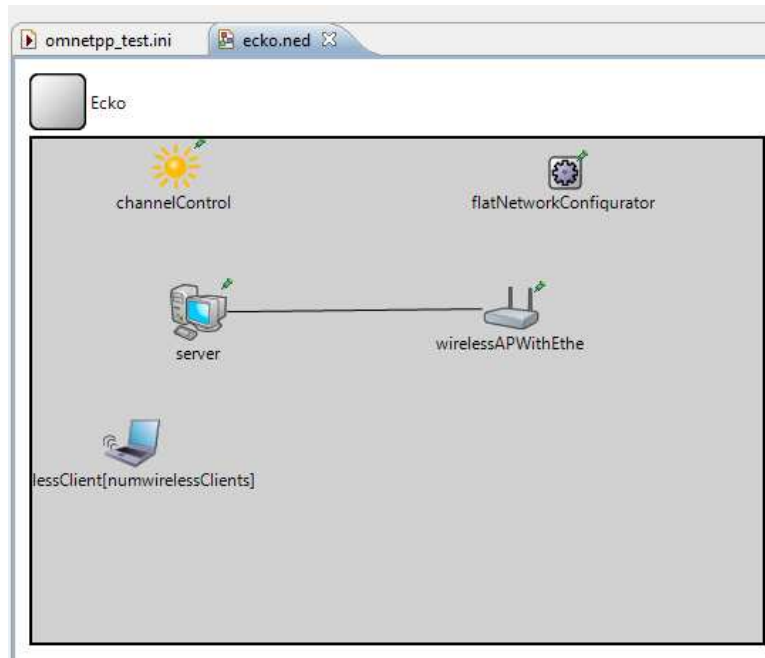 omnetpp_test.ini
ecko.ned
Ecko
channelControl
flatNetworkConfigurator
server
wirelessAPWithEthe
lessClient[numwirelessClients]